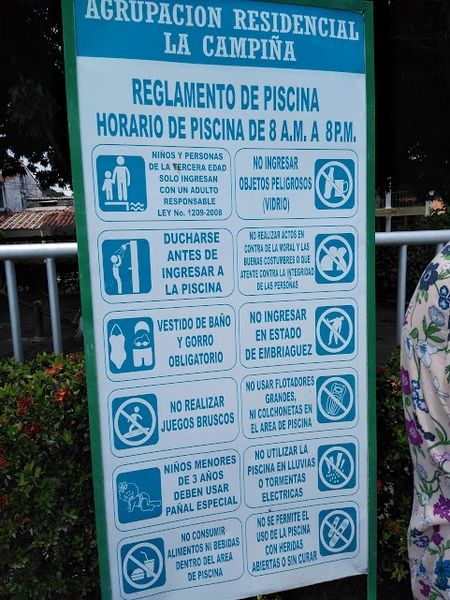 AGRUPACION RESIDENCIAL
LA CAMPIÑA
REGLAMENTO DE PISCINA
HORARIO DE PISCINA DE 8 A.M. A 8 P.M.
NIÑOS Y PERSONAS
DE LA TERCERA EDAD
SOLO INGRESAN
CON UN ADULTO
RESPONSABLE
LEY No. 1209-2008
NO INGRESAR
OBJETOS PELIGROSOS
(VIDRIO)
DUCHARSE
ANTES DE
INGRESAR A
LA PISCINA
NO REALIZAR ACTOS EN
CONTRA DE LA MORAL Y LAS
BUENAS COSTUMBRES O QUE
ATENTE CONTRA LA INTEGRIDAD
DE LAS PERSONAS
VESTIDO DE BAÑO
Y GORRO
OBLIGATORIO
NO INGRESAR
EN ESTADO
DE EMBRIAGUEZ
NO REALIZAR
JUEGOS BRUSCOS
NO USAR FLOTADORES
GRANDES,
NI COLCHONETAS EN
EL AREA DE PISCINA
NIÑOS MENORES
DE 3 AÑOS
DEBEN USAR
PAÑAL ESPECIAL
NO UTILIZAR LA
PISCINA EN LLUVIAS
O TORMENTAS
ELECTRICAS
NO CONSUMIR
ALIMENTOS NI BEBIDAS
DENTRO DEL AREA
DE PISCINA
NO SE PERMITE EL
USO DE LA PISCINA
CON HERIDAS
ABIERTAS O SIN CURAR